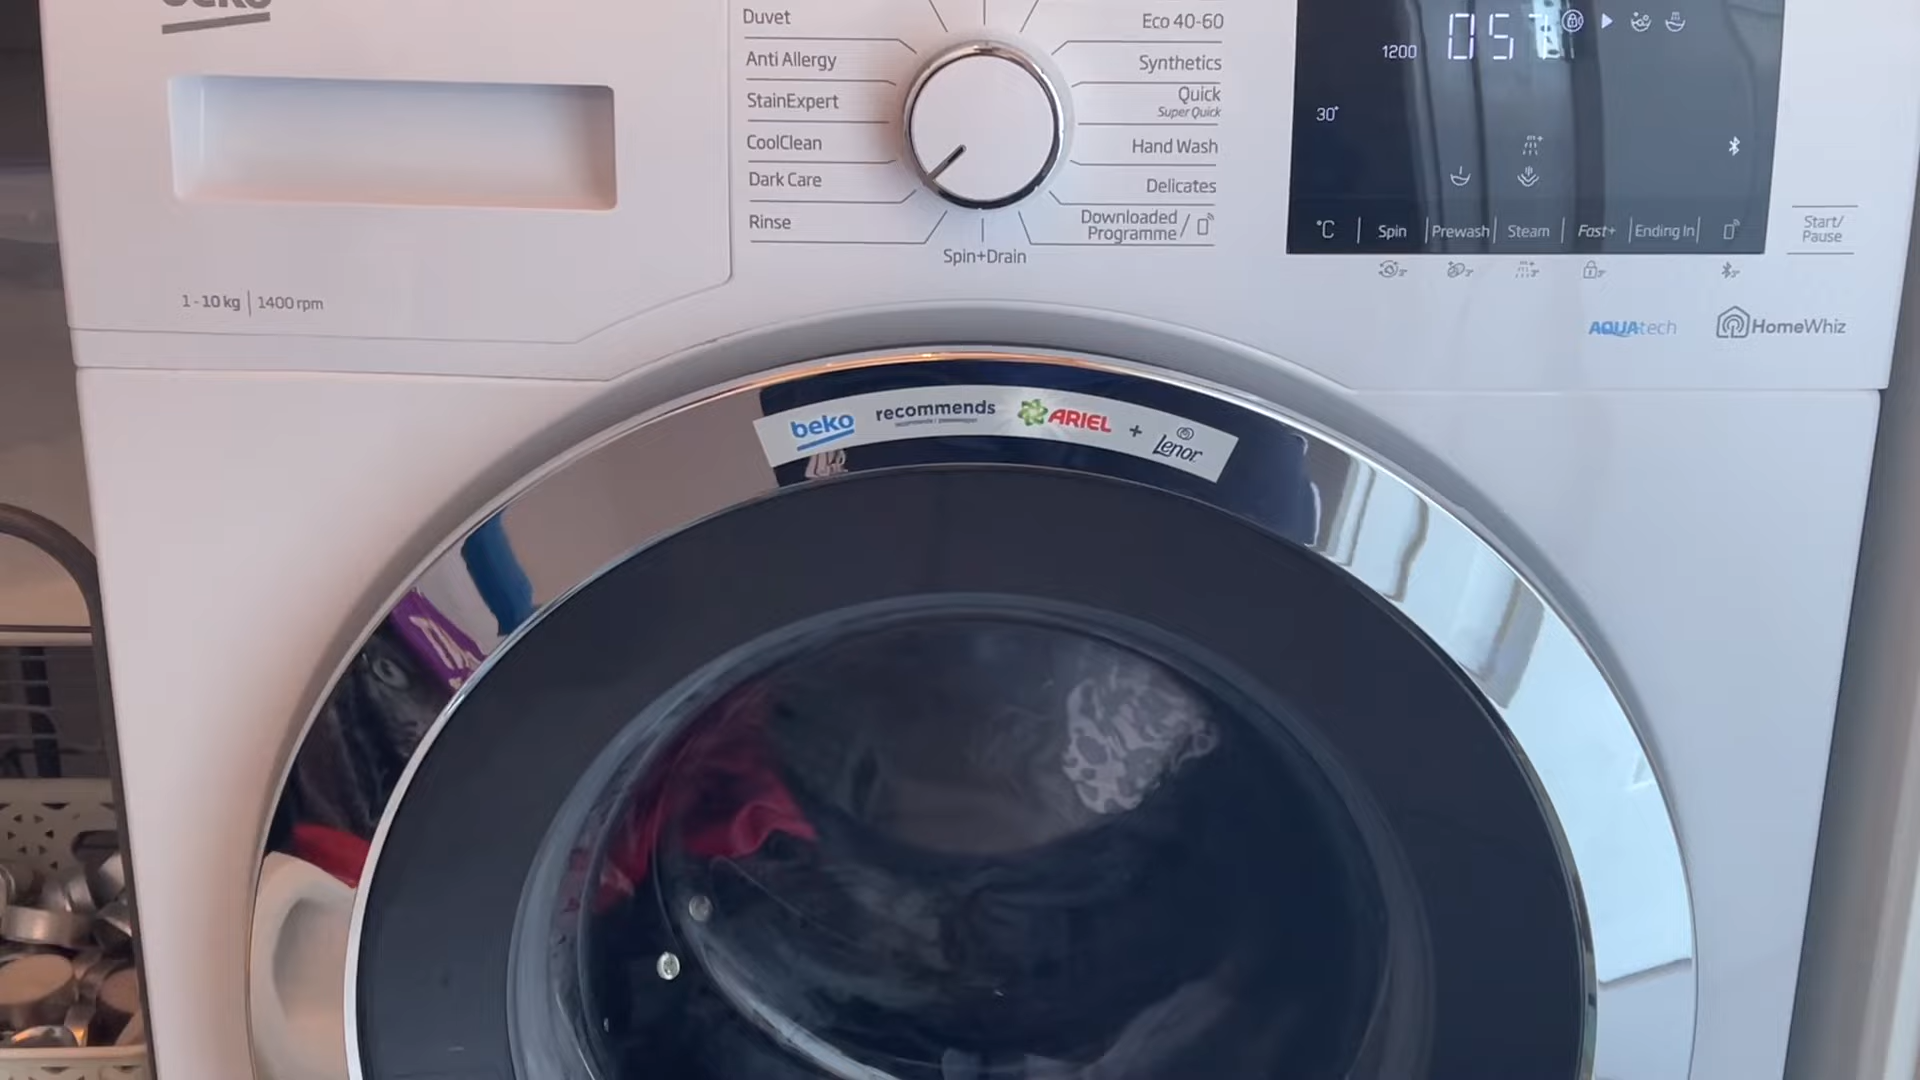 beko
Duvet
Anti Allergy
StainExpert
CoolClean
Dark Care
Rinse
Spin+Drain
Eco 40-60
Synthetics
Quick
Super Quick
Hand Wash
Delicates
Downloaded
Programme /
1200
30°
°C | Spin | Prewash | Steam | Fast+ | Ending In |
Start/
Pause
1 - 10 kg | 1400 rpm
AQUAtech
HomeWhiz
beko recommends ARIEL + Lenor